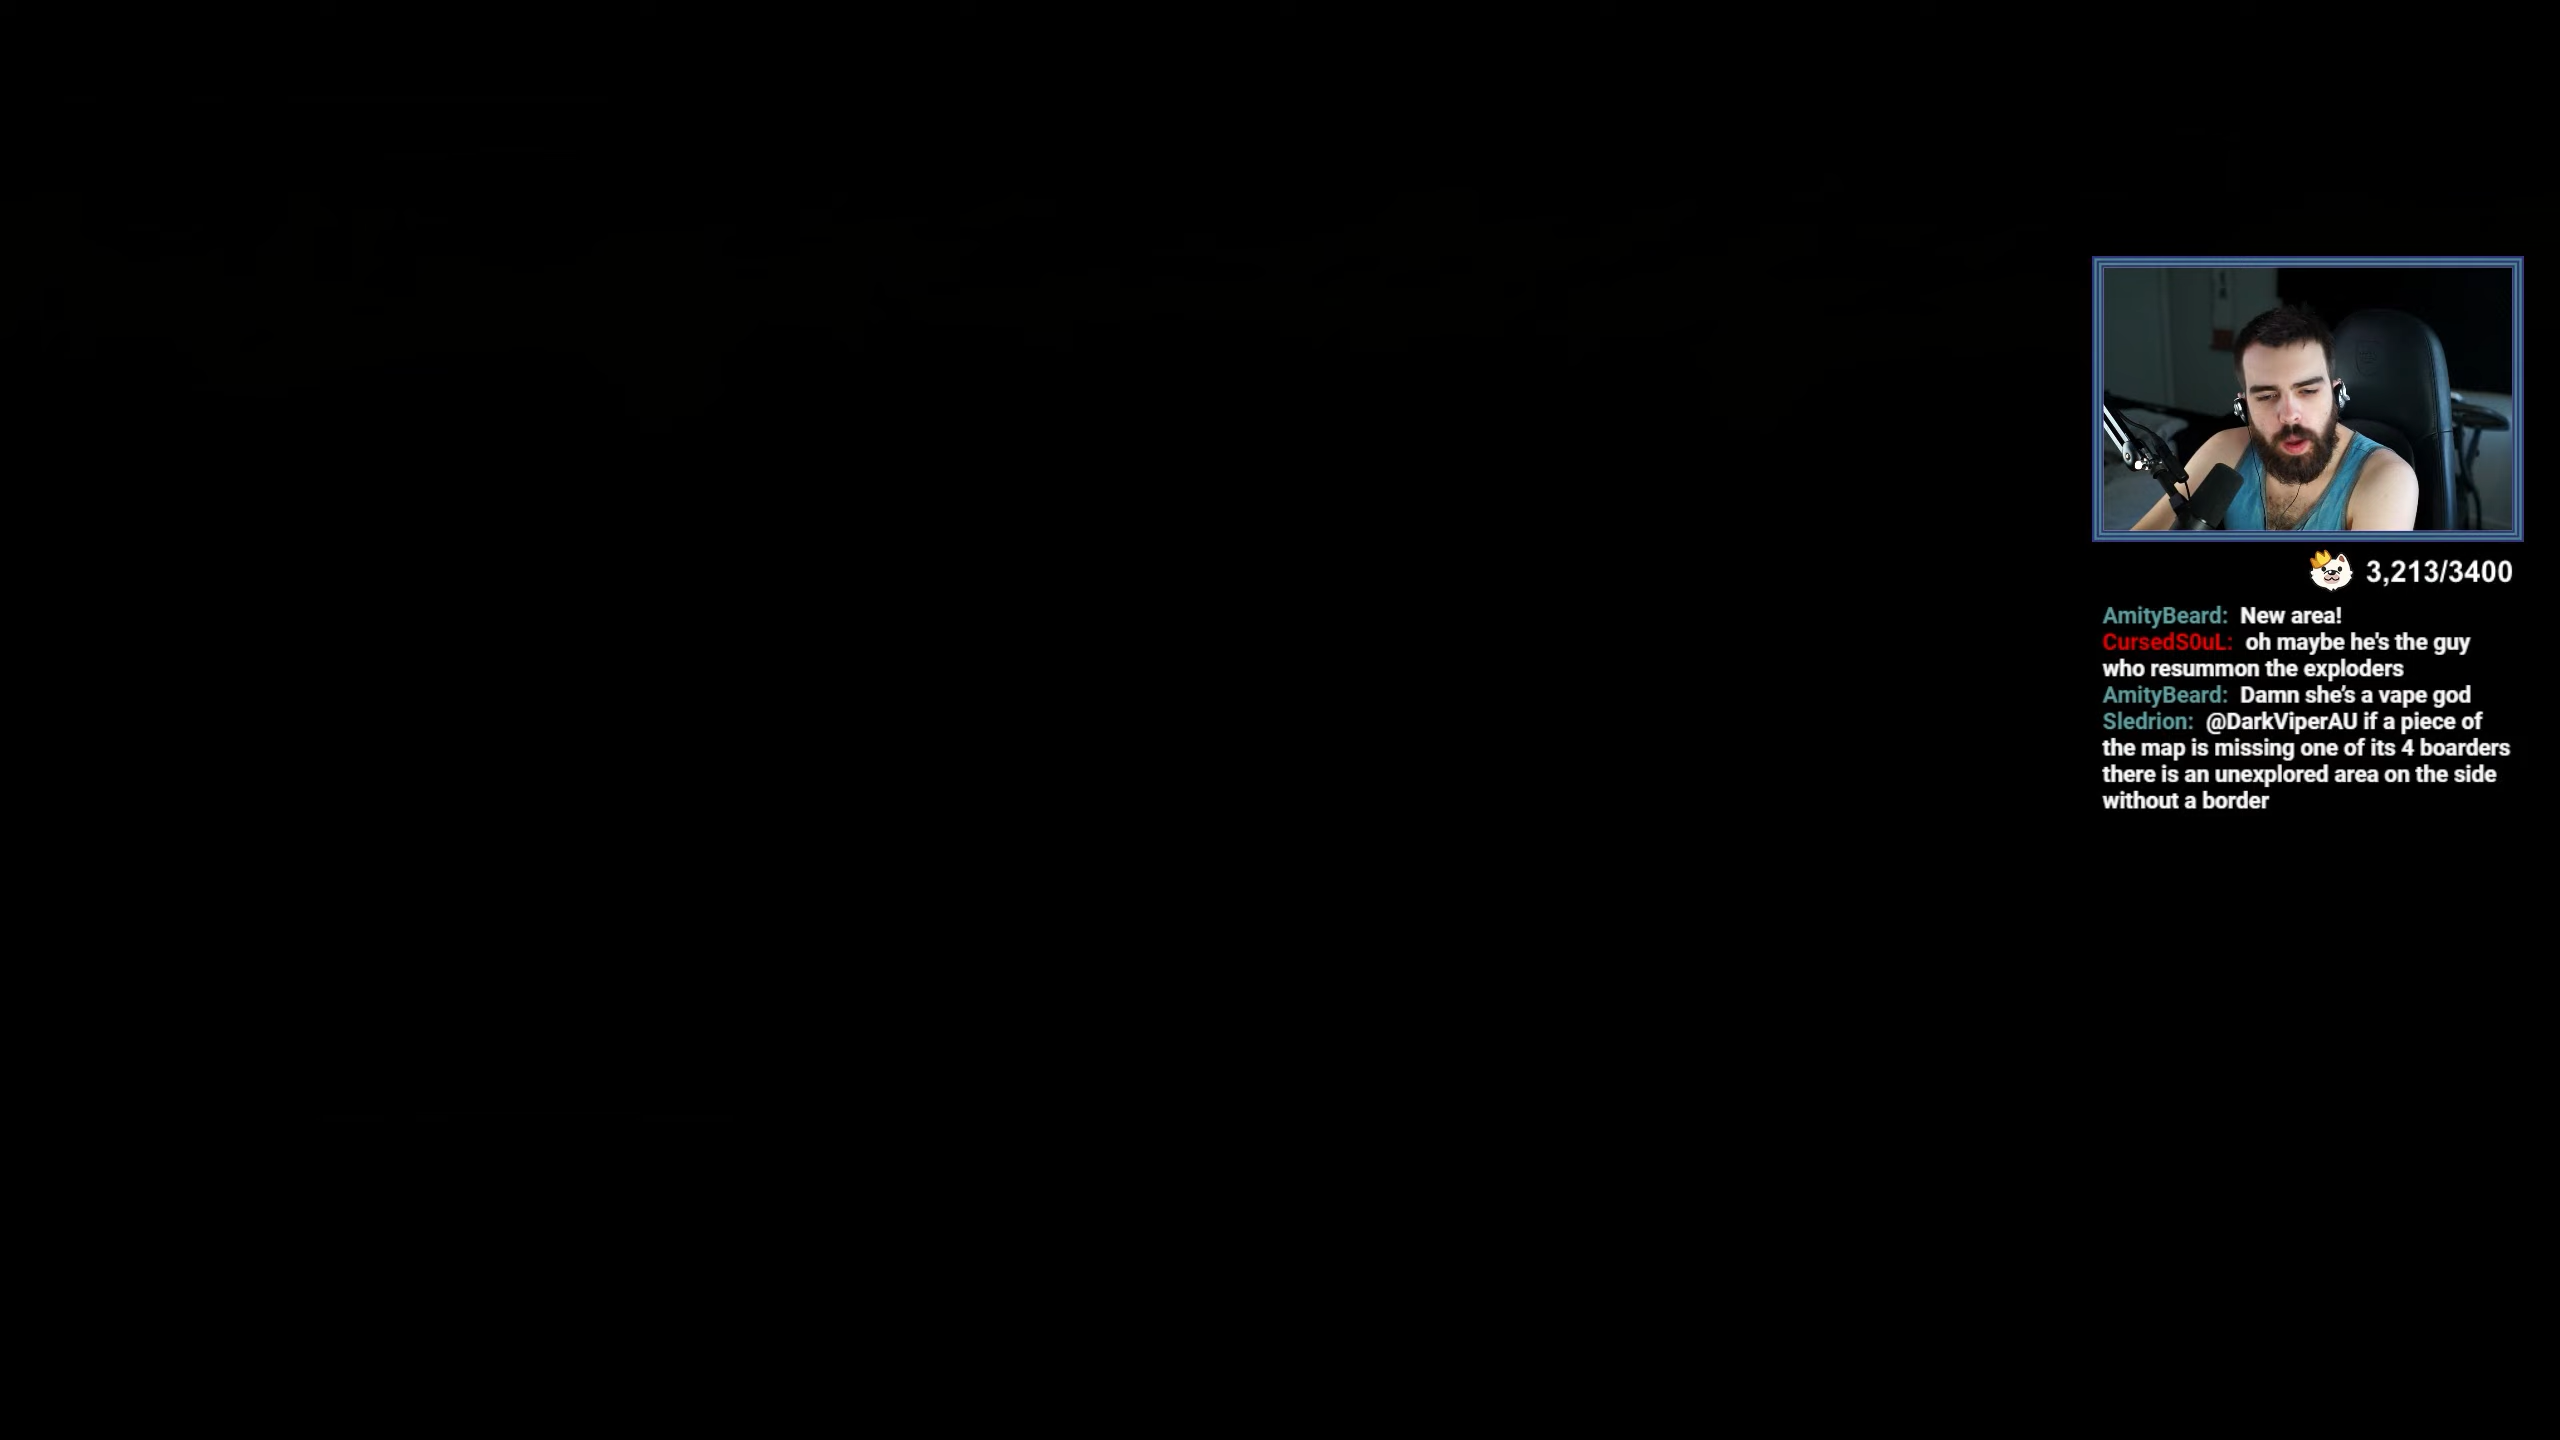 3,213/3400
AmityBeard: New area!
CursedS0uL: oh maybe he's the guy
who resummon the exploders
AmityBeard: Damn she's a vape god
Sledrion: @DarkViperAU if a piece of
the map is missing one of its 4 boarders
there is an unexplored area on the side
without a border